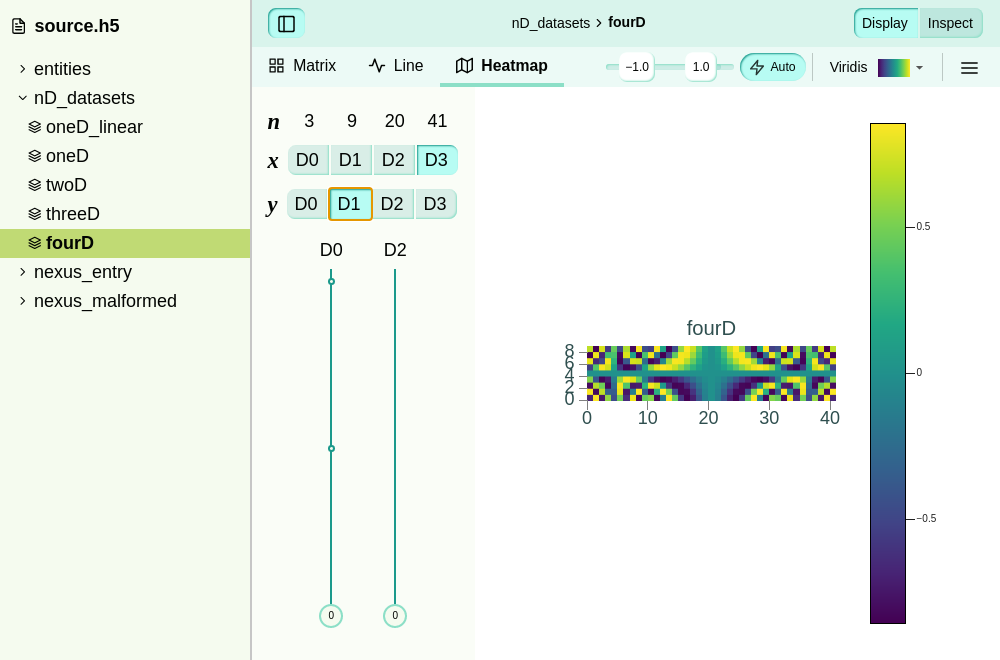 source.h5
entities
nD_datasets
oneD_linear
oneD
twoD
threeD
fourD
nexus_entry
nexus_malformed
nD_datasets fourD
Display Inspect
Matrix Line Heatmap −1.0 1.0 Auto Viridis
n 3 9 20 41
x D0 D1 D2 D3
y D0 D1 D2 D3
D0 D2
0 0
fourD
8
6
4
2
0
0 10 20 30 40
0.5
0
−0.5